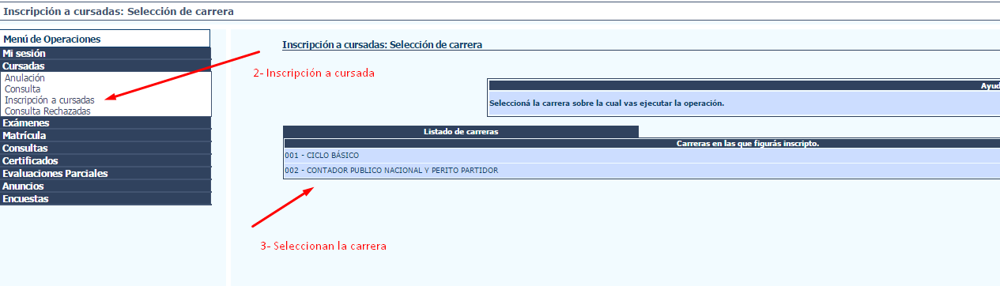 Inscripción a cursadas: Selección de carrera
Menú de Operaciones
Mi sesión
Cursadas
Anulación
Consulta
Inscripción a cursadas
Consulta Rechazadas
Exámenes
Matrícula
Consultas
Certificados
Evaluaciones Parciales
Anuncios
Encuestas
Inscripción a cursadas: Selección de carrera
2- Inscripción a cursada
Seleccioná la carrera sobre la cual vas ejecutar la operación.
Listado de carreras
Carreras en las que figurás inscripto.
001 - CICLO BÁSICO
002 - CONTADOR PUBLICO NACIONAL Y PERITO PARTIDOR
3- Seleccionan la carrera